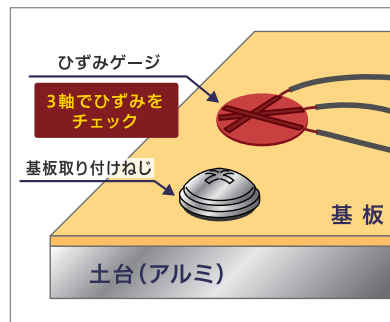 ひずみゲージ
3軸でひずみを
チェック
基板取り付けねじ
基 板
土台(アルミ)